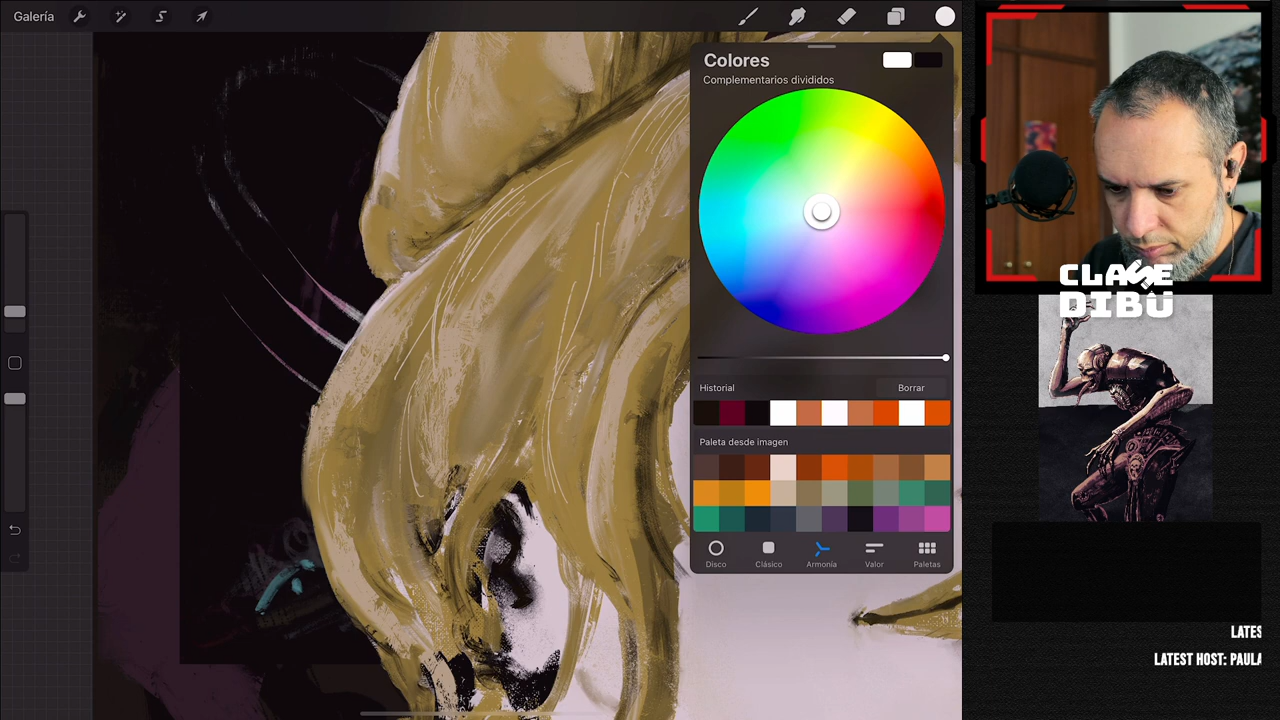 Galería
Colores
Complementarios divididos
Historial
Borrar
Paleta desde imagen
Disco
Clásico
Armonía
Valor
Paletas
CLASE
DIBU
LATES
LATEST HOST: PAULA